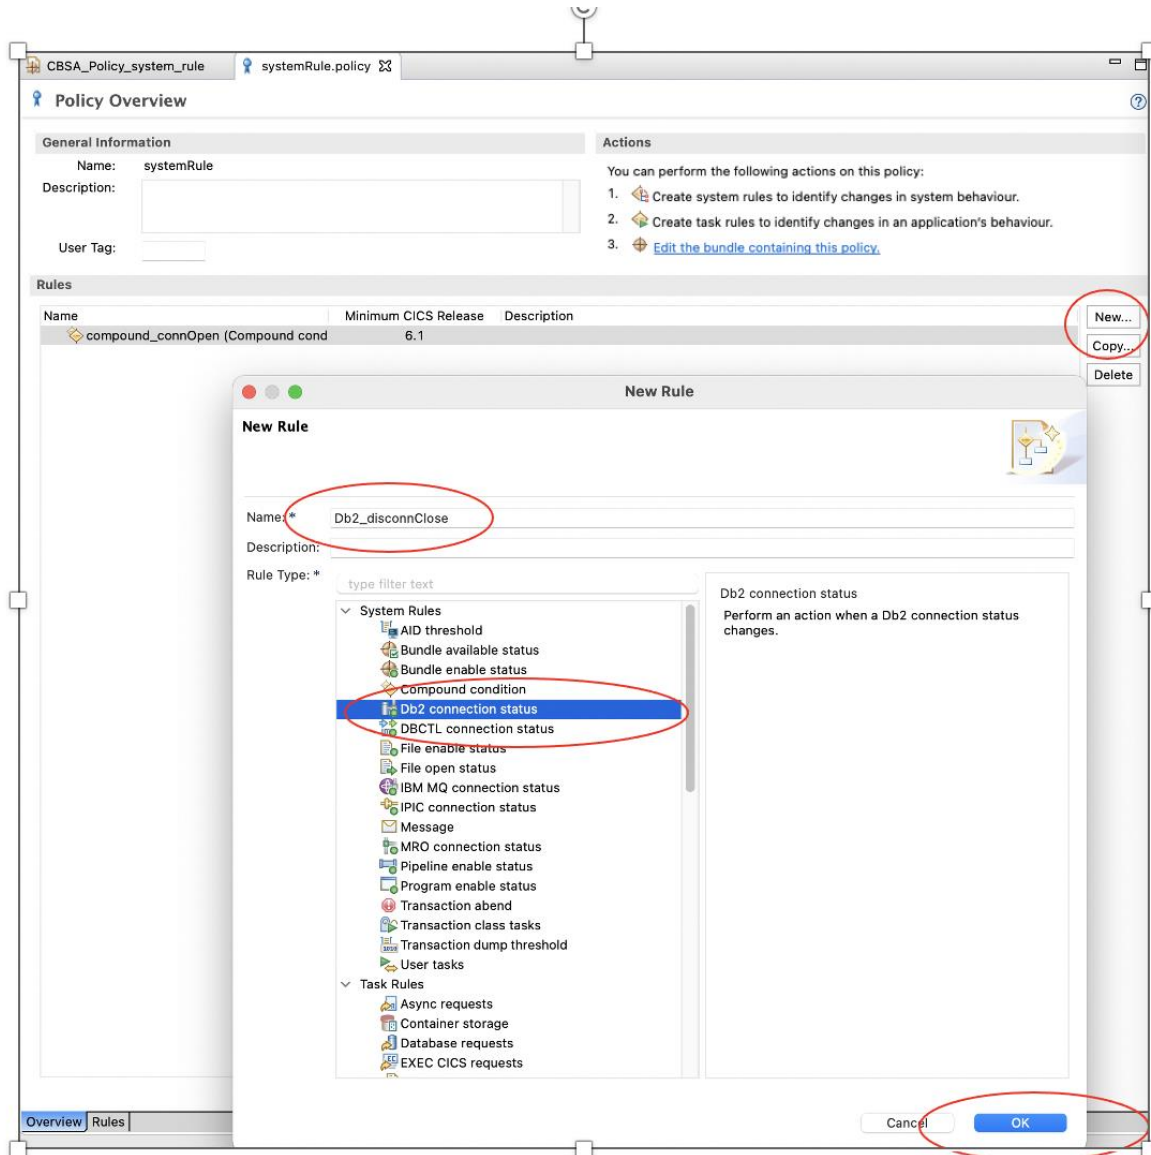 CBSA_Policy_system_rule
systemRule.policy
Policy Overview
General Information
Name: systemRule
Description:
User Tag:
Actions
You can perform the following actions on this policy:
1. Create system rules to identify changes in system behaviour.
2. Create task rules to identify changes in an application's behaviour.
3. Edit the bundle containing this policy.
Rules
Name Minimum CICS Release Description
compound_connOpen (Compound cond 6.1
New...
Copy...
Delete
New Rule
New Rule
Name: * Db2_disconnClose
Description:
Rule Type: *
type filter text
System Rules
AID threshold
Bundle available status
Bundle enable status
Compound condition
Db2 connection status
DBCTL connection status
File enable status
File open status
IBM MQ connection status
IPIC connection status
Message
MRO connection status
Pipeline enable status
Program enable status
Transaction abend
Transaction class tasks
Transaction dump threshold
User tasks
Task Rules
Async requests
Container storage
Database requests
EXEC CICS requests
Db2 connection status
Perform an action when a Db2 connection status
changes.
Cancel
OK
Overview Rules